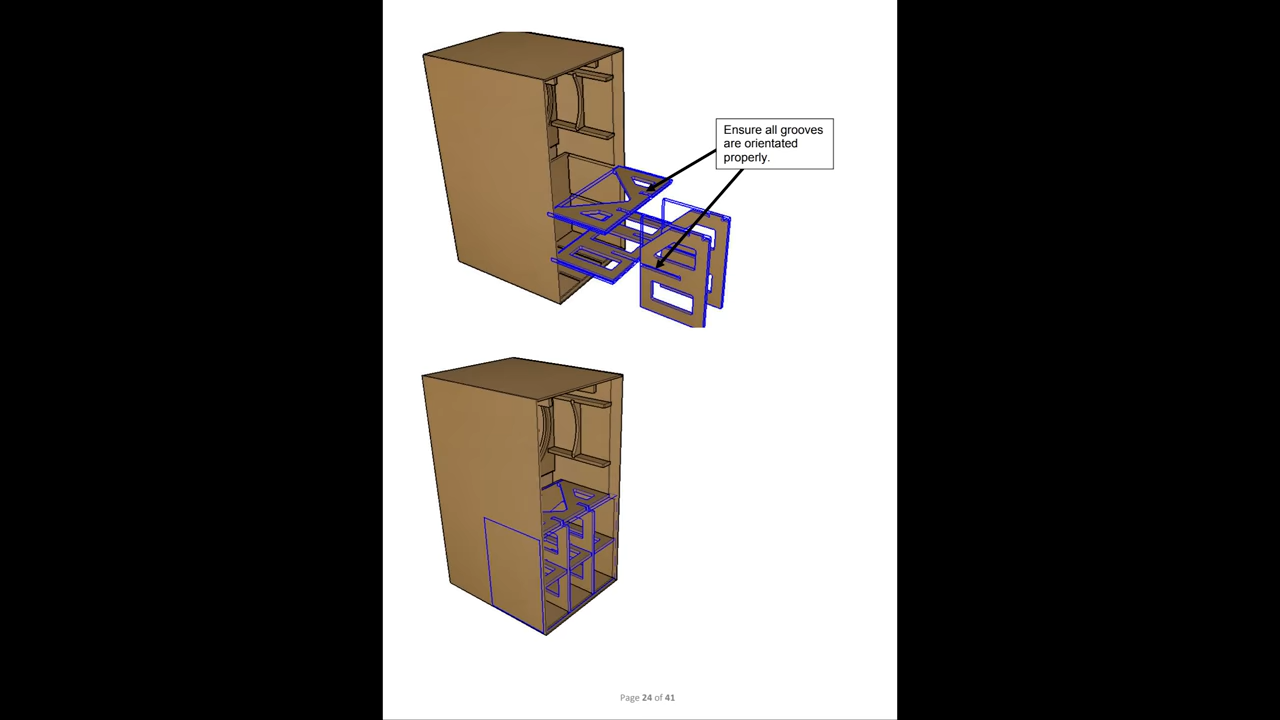 Ensure all grooves
are orientated
properly.
Page 24 of 41